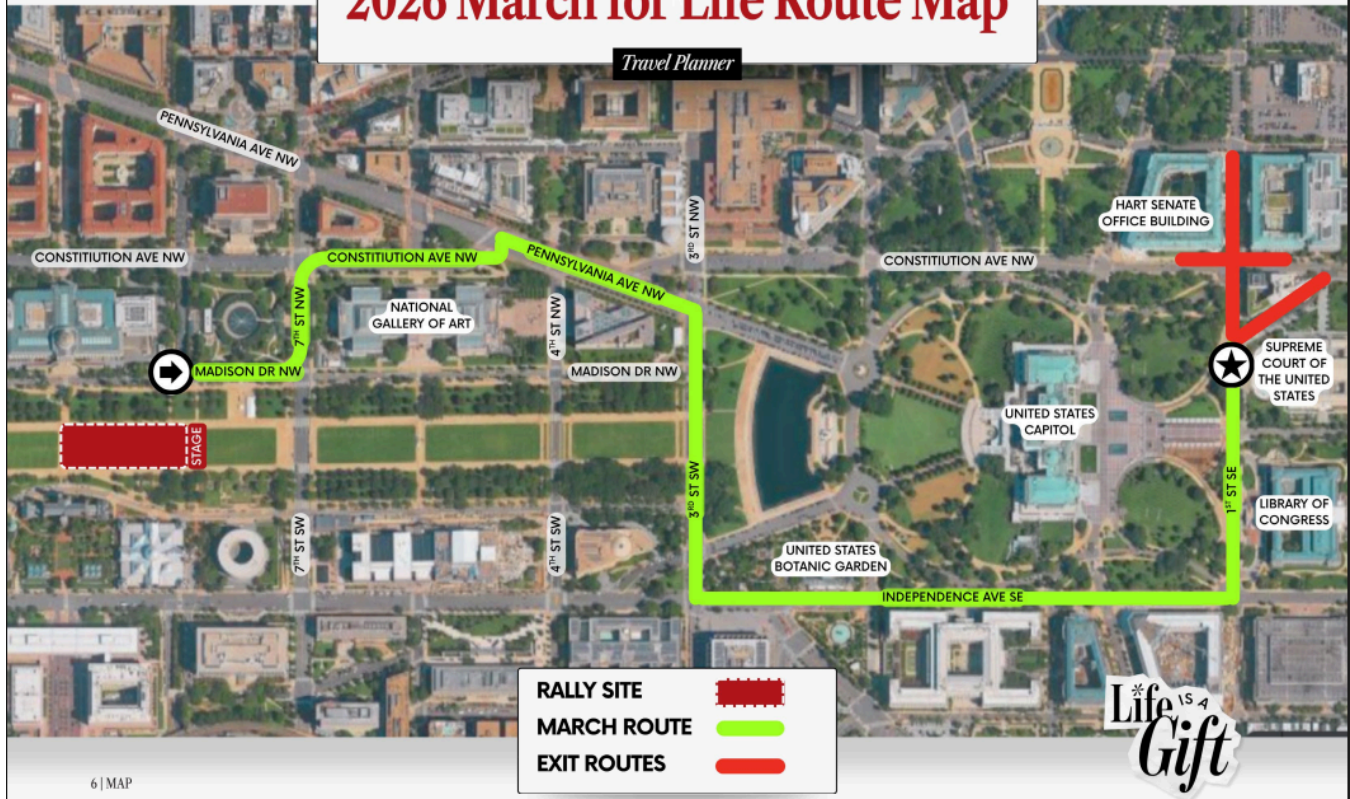 2026 March for Life Route Map
Travel Planner
PENNSYLVANIA AVE NW
HART SENATE
OFFICE BUILDING
3RD ST NW
CONSTITIUTION AVE NW
CONSTITIUTION AVE NW
PENNSYLVANIA AVE NW
CONSTITIUTION AVE NW
7TH ST NW
NATIONAL
GALLERY OF ART
4TH ST NW
MADISON DR NW
MADISON DR NW
SUPREME
COURT OF
THE UNITED
STATES
STAGE
UNITED STATES
CAPITOL
3RD ST SW
1ST ST SE
LIBRARY OF
CONGRESS
7TH ST SW
4TH ST SW
UNITED STATES
BOTANIC GARDEN
INDEPENDENCE AVE SE
RALLY SITE
MARCH ROUTE
EXIT ROUTES
Life IS A
Gift
6 | MAP